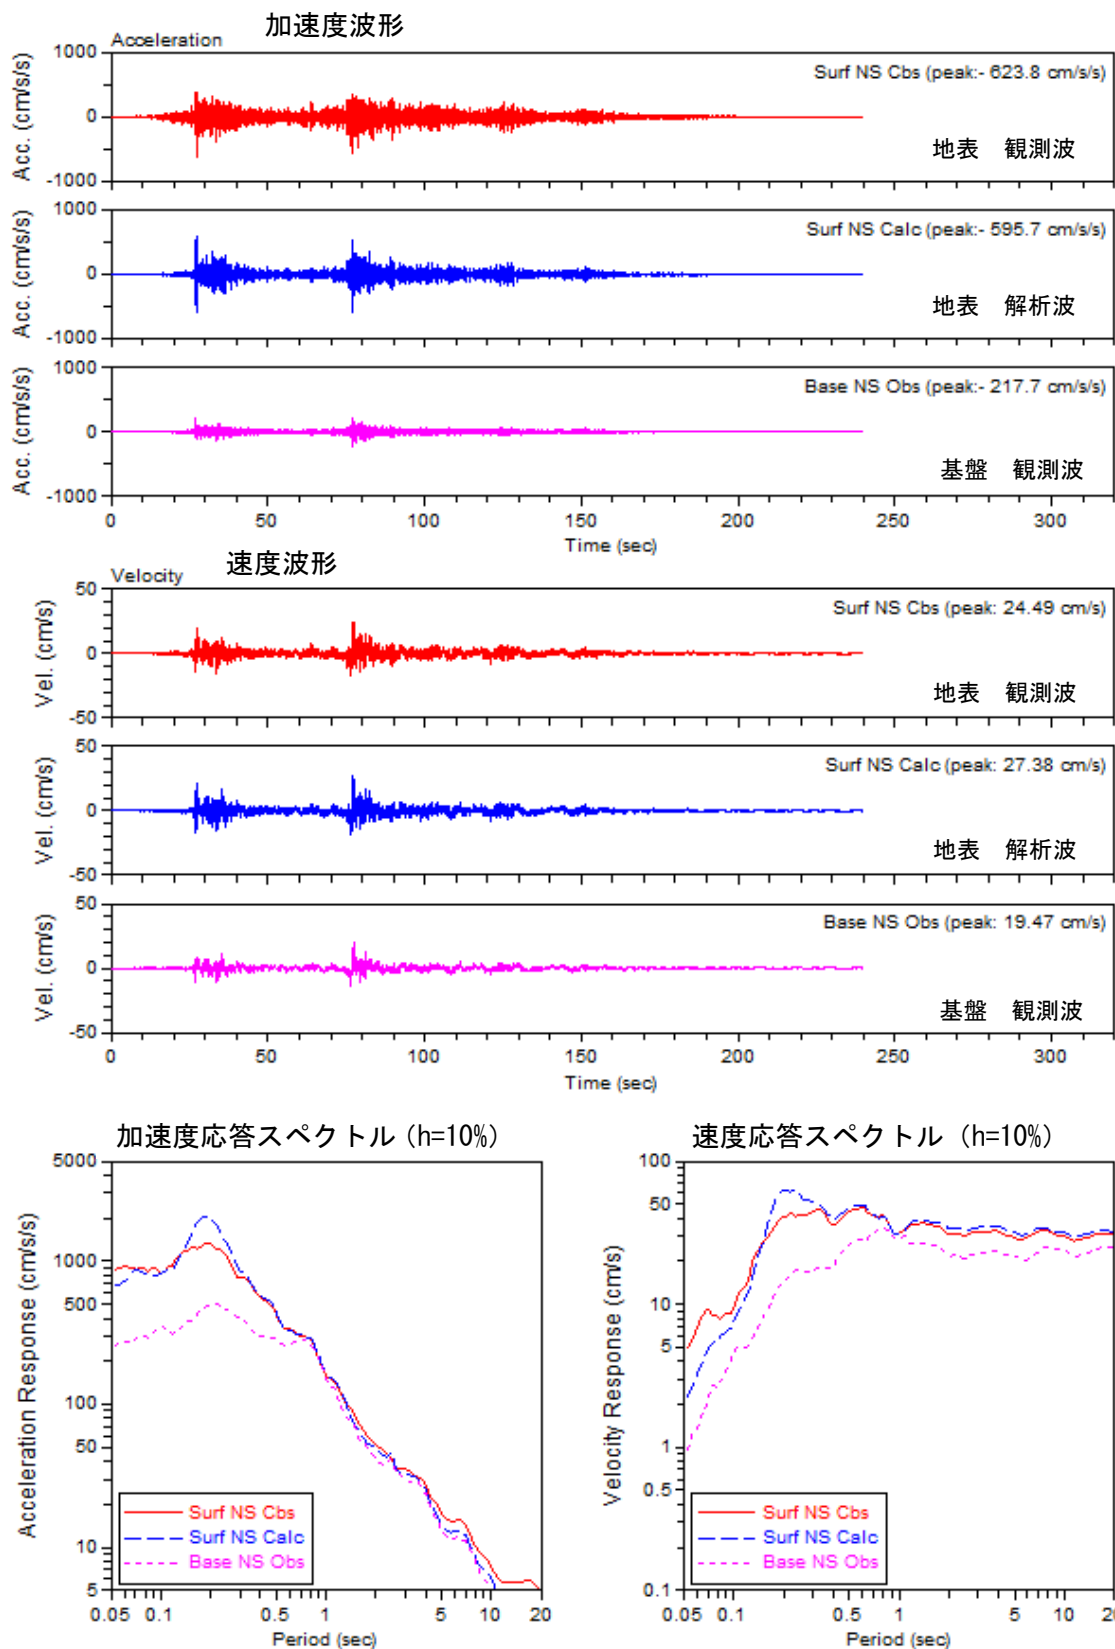 加速度波形
Acceleration
1000
0
-1000
Acc. (cm/s/s)
Surf NS Cbs (peak:- 623.8 cm/s/s)
地表　観測波
1000
0
-1000
Acc. (cm/s/s)
Surf NS Calc (peak:- 595.7 cm/s/s)
地表　解析波
1000
0
-1000
Acc. (cm/s/s)
Base NS Obs (peak:- 217.7 cm/s/s)
基盤　観測波
0 50 100 150 200 250 300
Time (sec)
速度波形
Velocity
50
0
-50
Vel. (cm/s)
Surf NS Cbs (peak: 24.49 cm/s)
地表　観測波
50
0
-50
Vel. (cm/s)
Surf NS Calc (peak: 27.38 cm/s)
地表　解析波
50
0
-50
Vel. (cm/s)
Base NS Obs (peak: 19.47 cm/s)
基盤　観測波
0 50 100 150 200 250 300
Time (sec)
加速度応答スペクトル（h=10%）
5000
1000
500
100
50
10
5
Acceleration Response (cm/s/s)
Surf NS Cbs
Surf NS Calc
Base NS Obs
0.05 0.1 0.5 1 5 10 20
Period (sec)
速度応答スペクトル（h=10%）
100
50
10
5
1
0.5
0.1
Velocity Response (cm/s)
Surf NS Cbs
Surf NS Calc
Base NS Obs
0.05 0.1 0.5 1 5 10 2
Period (sec)